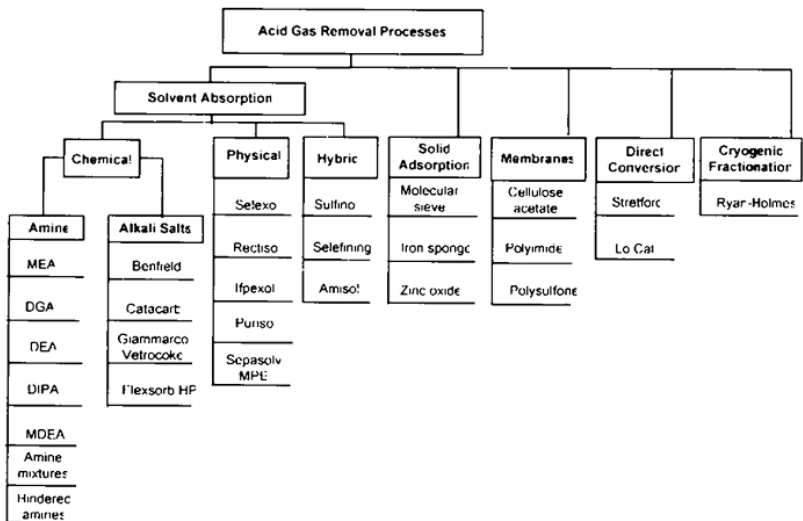 Acid Gas Removal Processes
Solvent Absorption
Chemical
Physical
Hybric
Solid
Adsorption
Membranes
Direct
Conversion
Cryogenic
Fractionation
Amine
MEA
DGA
DEA
DIPA
MDEA
Amine
mixtures
Hinderec
amines
Alkali Salts
Benfield
Catacarb
Giammarco
Vetrocoke
Flexsorb HP
Selexo
Rectiso
Ifpexol
Puriso
Sepasolv
MPE
Sulfino
Selefining
Amisol
Molecular
sieve
Iron sponge
Zinc oxide
Cellulose
acetate
Polyimide
Polysulfone
Stretforc
Lo Cat
Ryan-Holmes